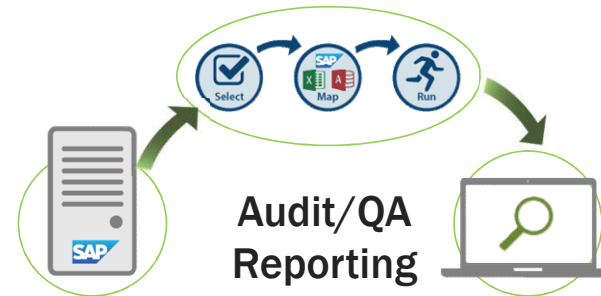 SAP
Select
X
A
Map
Run
SAP
Audit/QA
Reporting